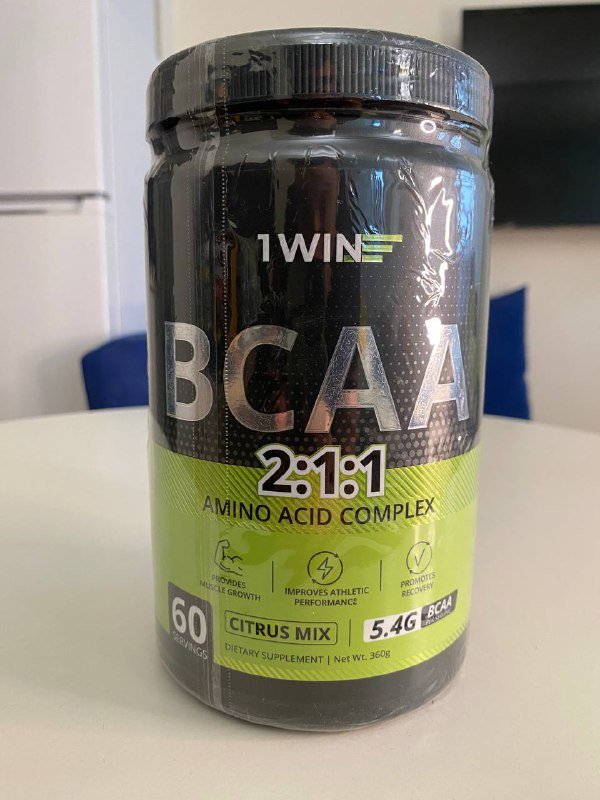 1WIN
BCAA
2:1:1
AMINO ACID COMPLEX
PROVIDES
MUSCLE GROWTH
IMPROVES ATHLETIC
PERFORMANCE
PROMOTES
RECOVERY
60
SERVINGS
CITRUS MIX
5.4G BCAA
DIETARY SUPPLEMENT | Net Wt. 360g